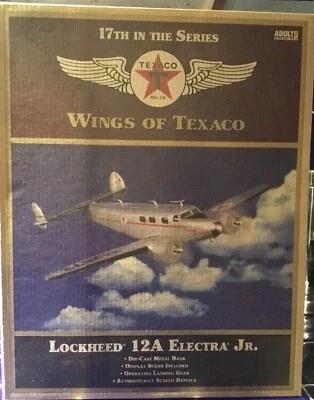 17TH IN THE SERIES
ADULT
COLLECTIBLE
TEXACO
T
WINGS OF TEXACO
LOCKHEED® 12A ELECTRA® JR.
• DIE-CAST METAL BANK
• DISPLAY STAND INCLUDED
• OPERATING LANDING GEAR
• AUTHENTICALLY SCALED REPLICA